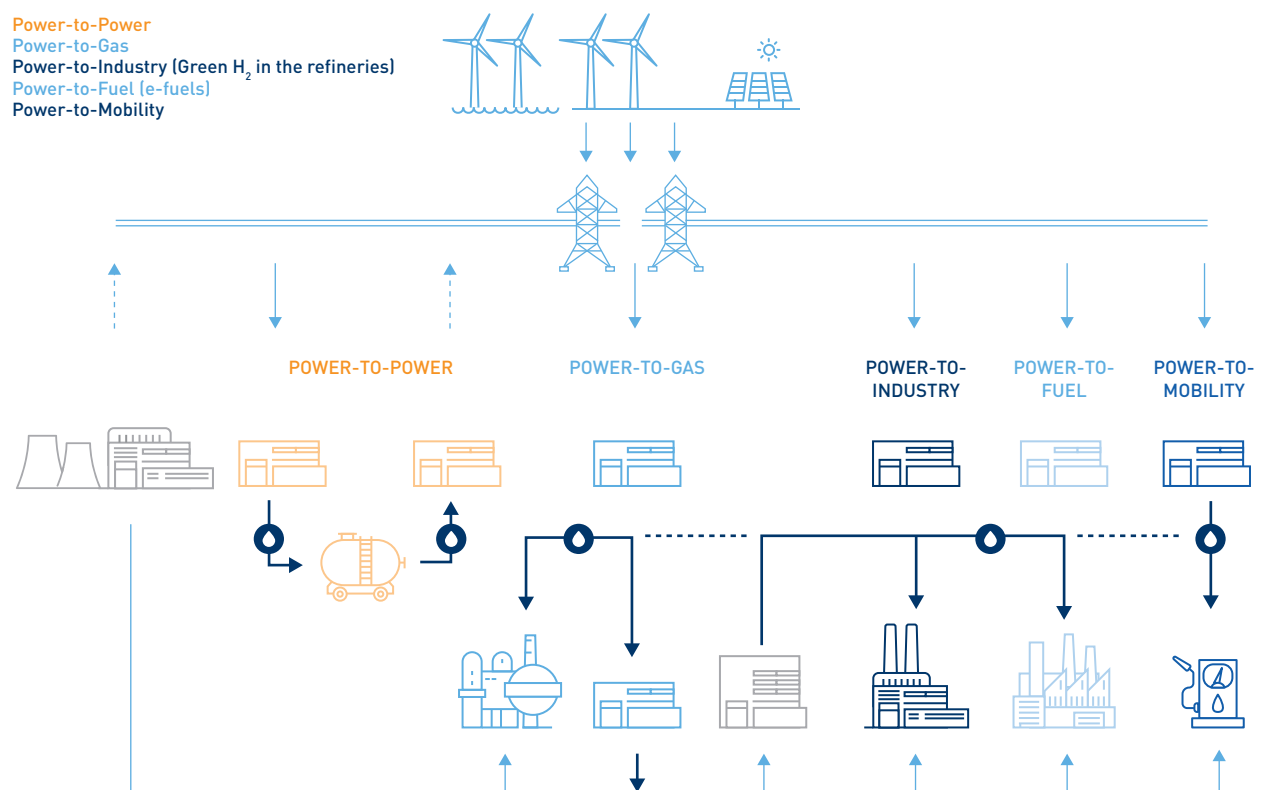 Power-to-Power
Power-to-Gas
Power-to-Industry (Green H₂ in the refineries)
Power-to-Fuel (e-fuels)
Power-to-Mobility
POWER-TO-POWER
POWER-TO-GAS
POWER-TO-
INDUSTRY
POWER-TO-
FUEL
POWER-TO-
MOBILITY